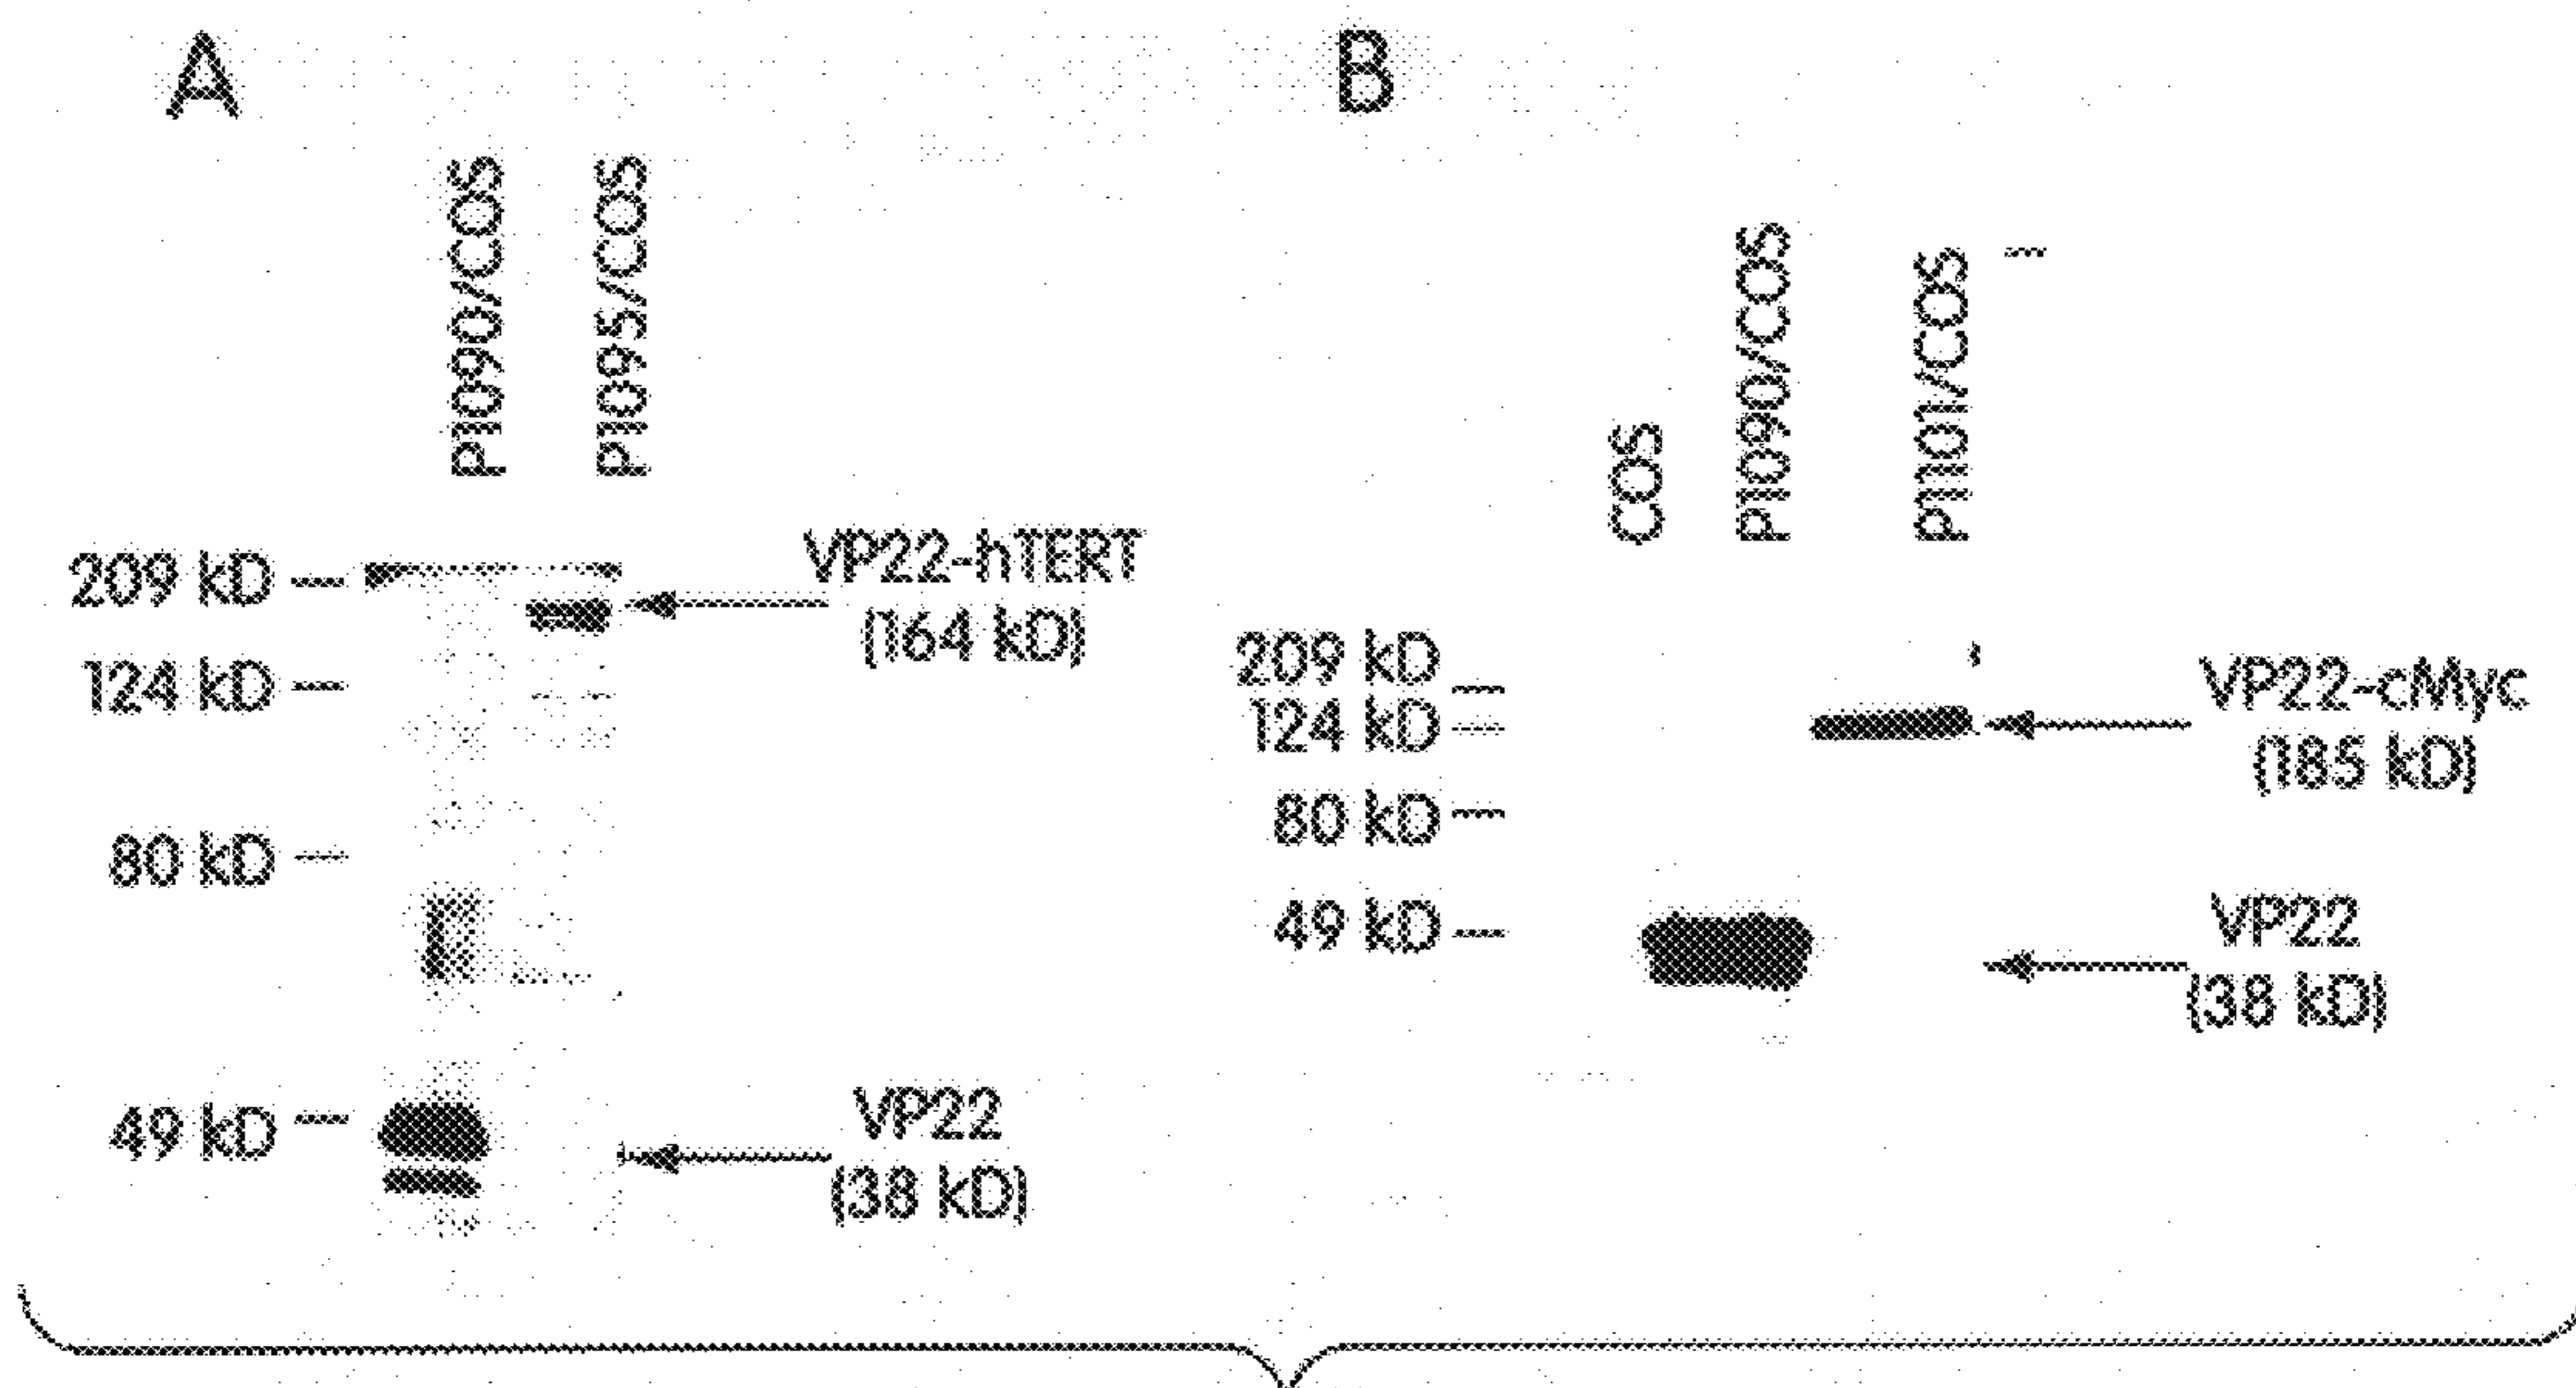 A
P1090/COS
P1095/COS
209 kD
124 kD
80 kD
49 kD
VP22-hTERT
(164 kD)
VP22
(38 kD)
B
COS
P1090/COS
P1101/COS
209 kD
124 kD
80 kD
49 kD
VP22-cMyc
(185 kD)
VP22
(38 kD)